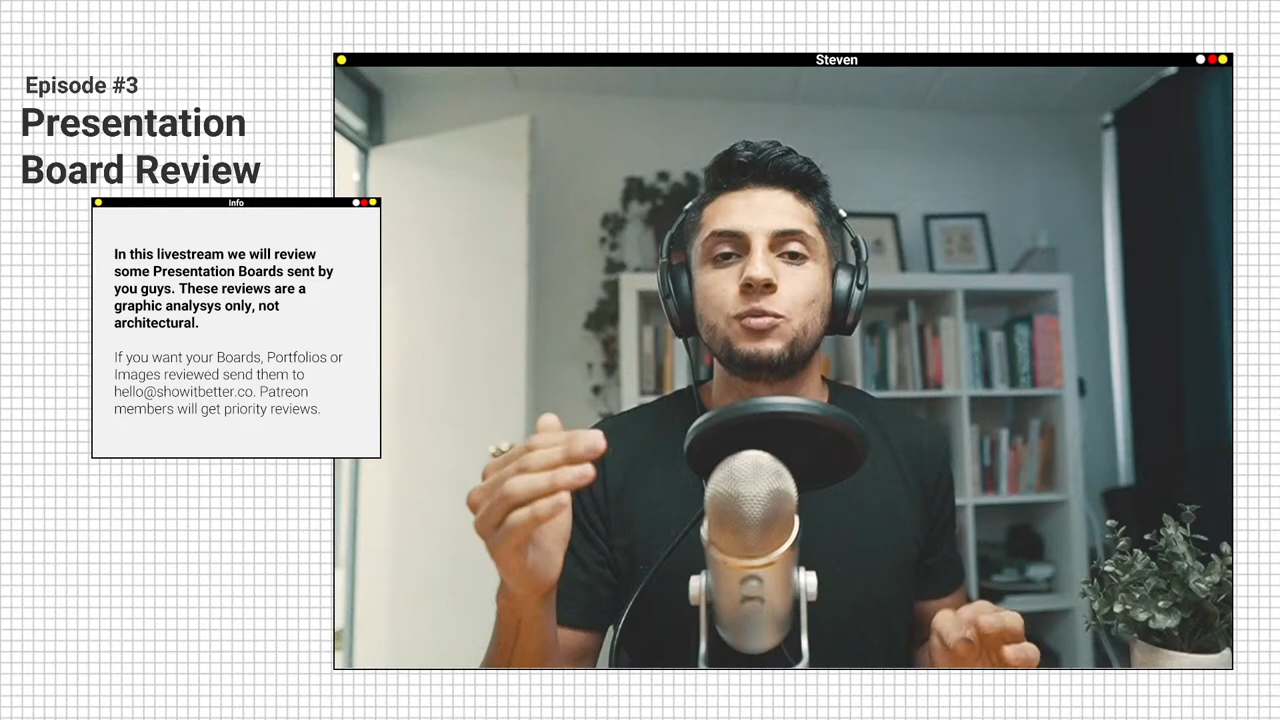 Episode #3
Presentation
Board Review
Steven
Info
In this livestream we will review
some Presentation Boards sent by
you guys. These reviews are a
graphic analysys only, not
architectural.
If you want your Boards, Portfolios or
Images reviewed send them to
hello@showitbetter.co. Patreon
members will get priority reviews.